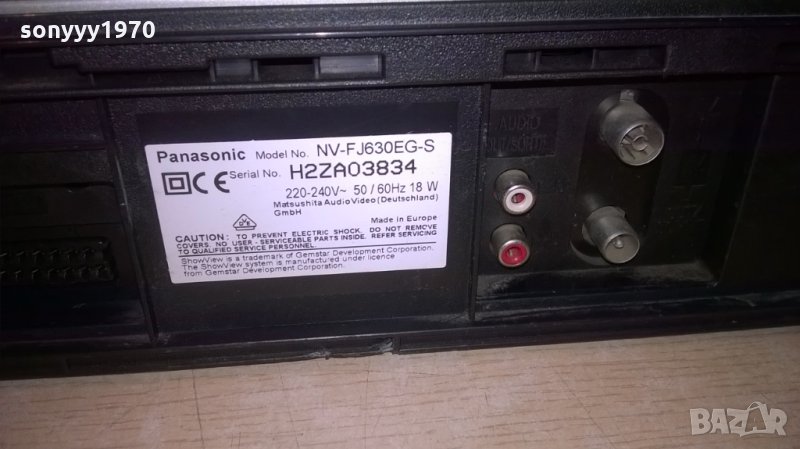 sonyyy1970
Panasonic Model No. NV-FJ630EG-S
CE Serial No. H2ZA03834
220-240V~ 50/60Hz 18 W
Matsushita Audio Video (Deutschland)
GmbH
Made in Europe
CAUTION: TO PREVENT ELECTRIC SHOCK, DO NOT REMOVE
COVERS. NO USER - SERVICEABLE PARTS INSIDE. REFER SERVICING
TO QUALIFIED SERVICE PERSONNEL.
ShowView is a trademark of Gemstar Development Corporation.
The ShowView system is manufactured under licence
from Gemstar Development Corporation.
AUDIO
BAZAR